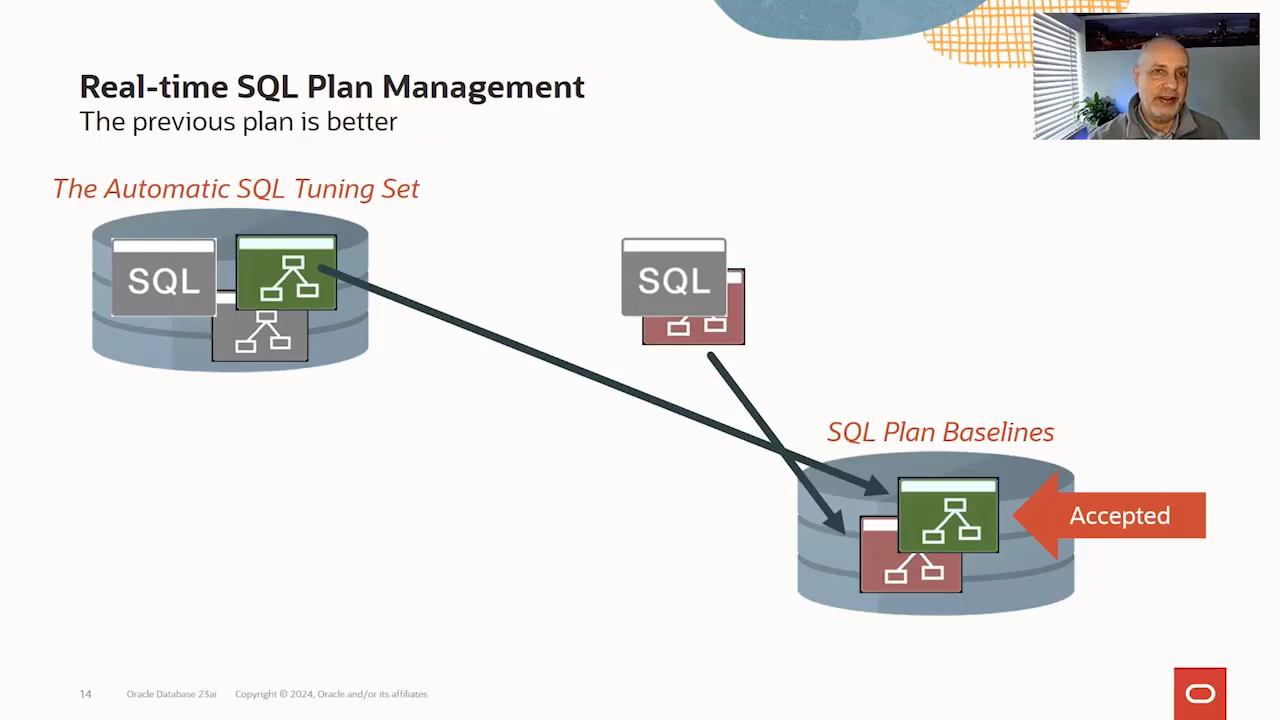 Real-time SQL Plan Management
The previous plan is better
The Automatic SQL Tuning Set
SQL
SQL
SQL Plan Baselines
Accepted
14 Oracle Database 23ai Copyright © 2024, Oracle and/or its affiliates